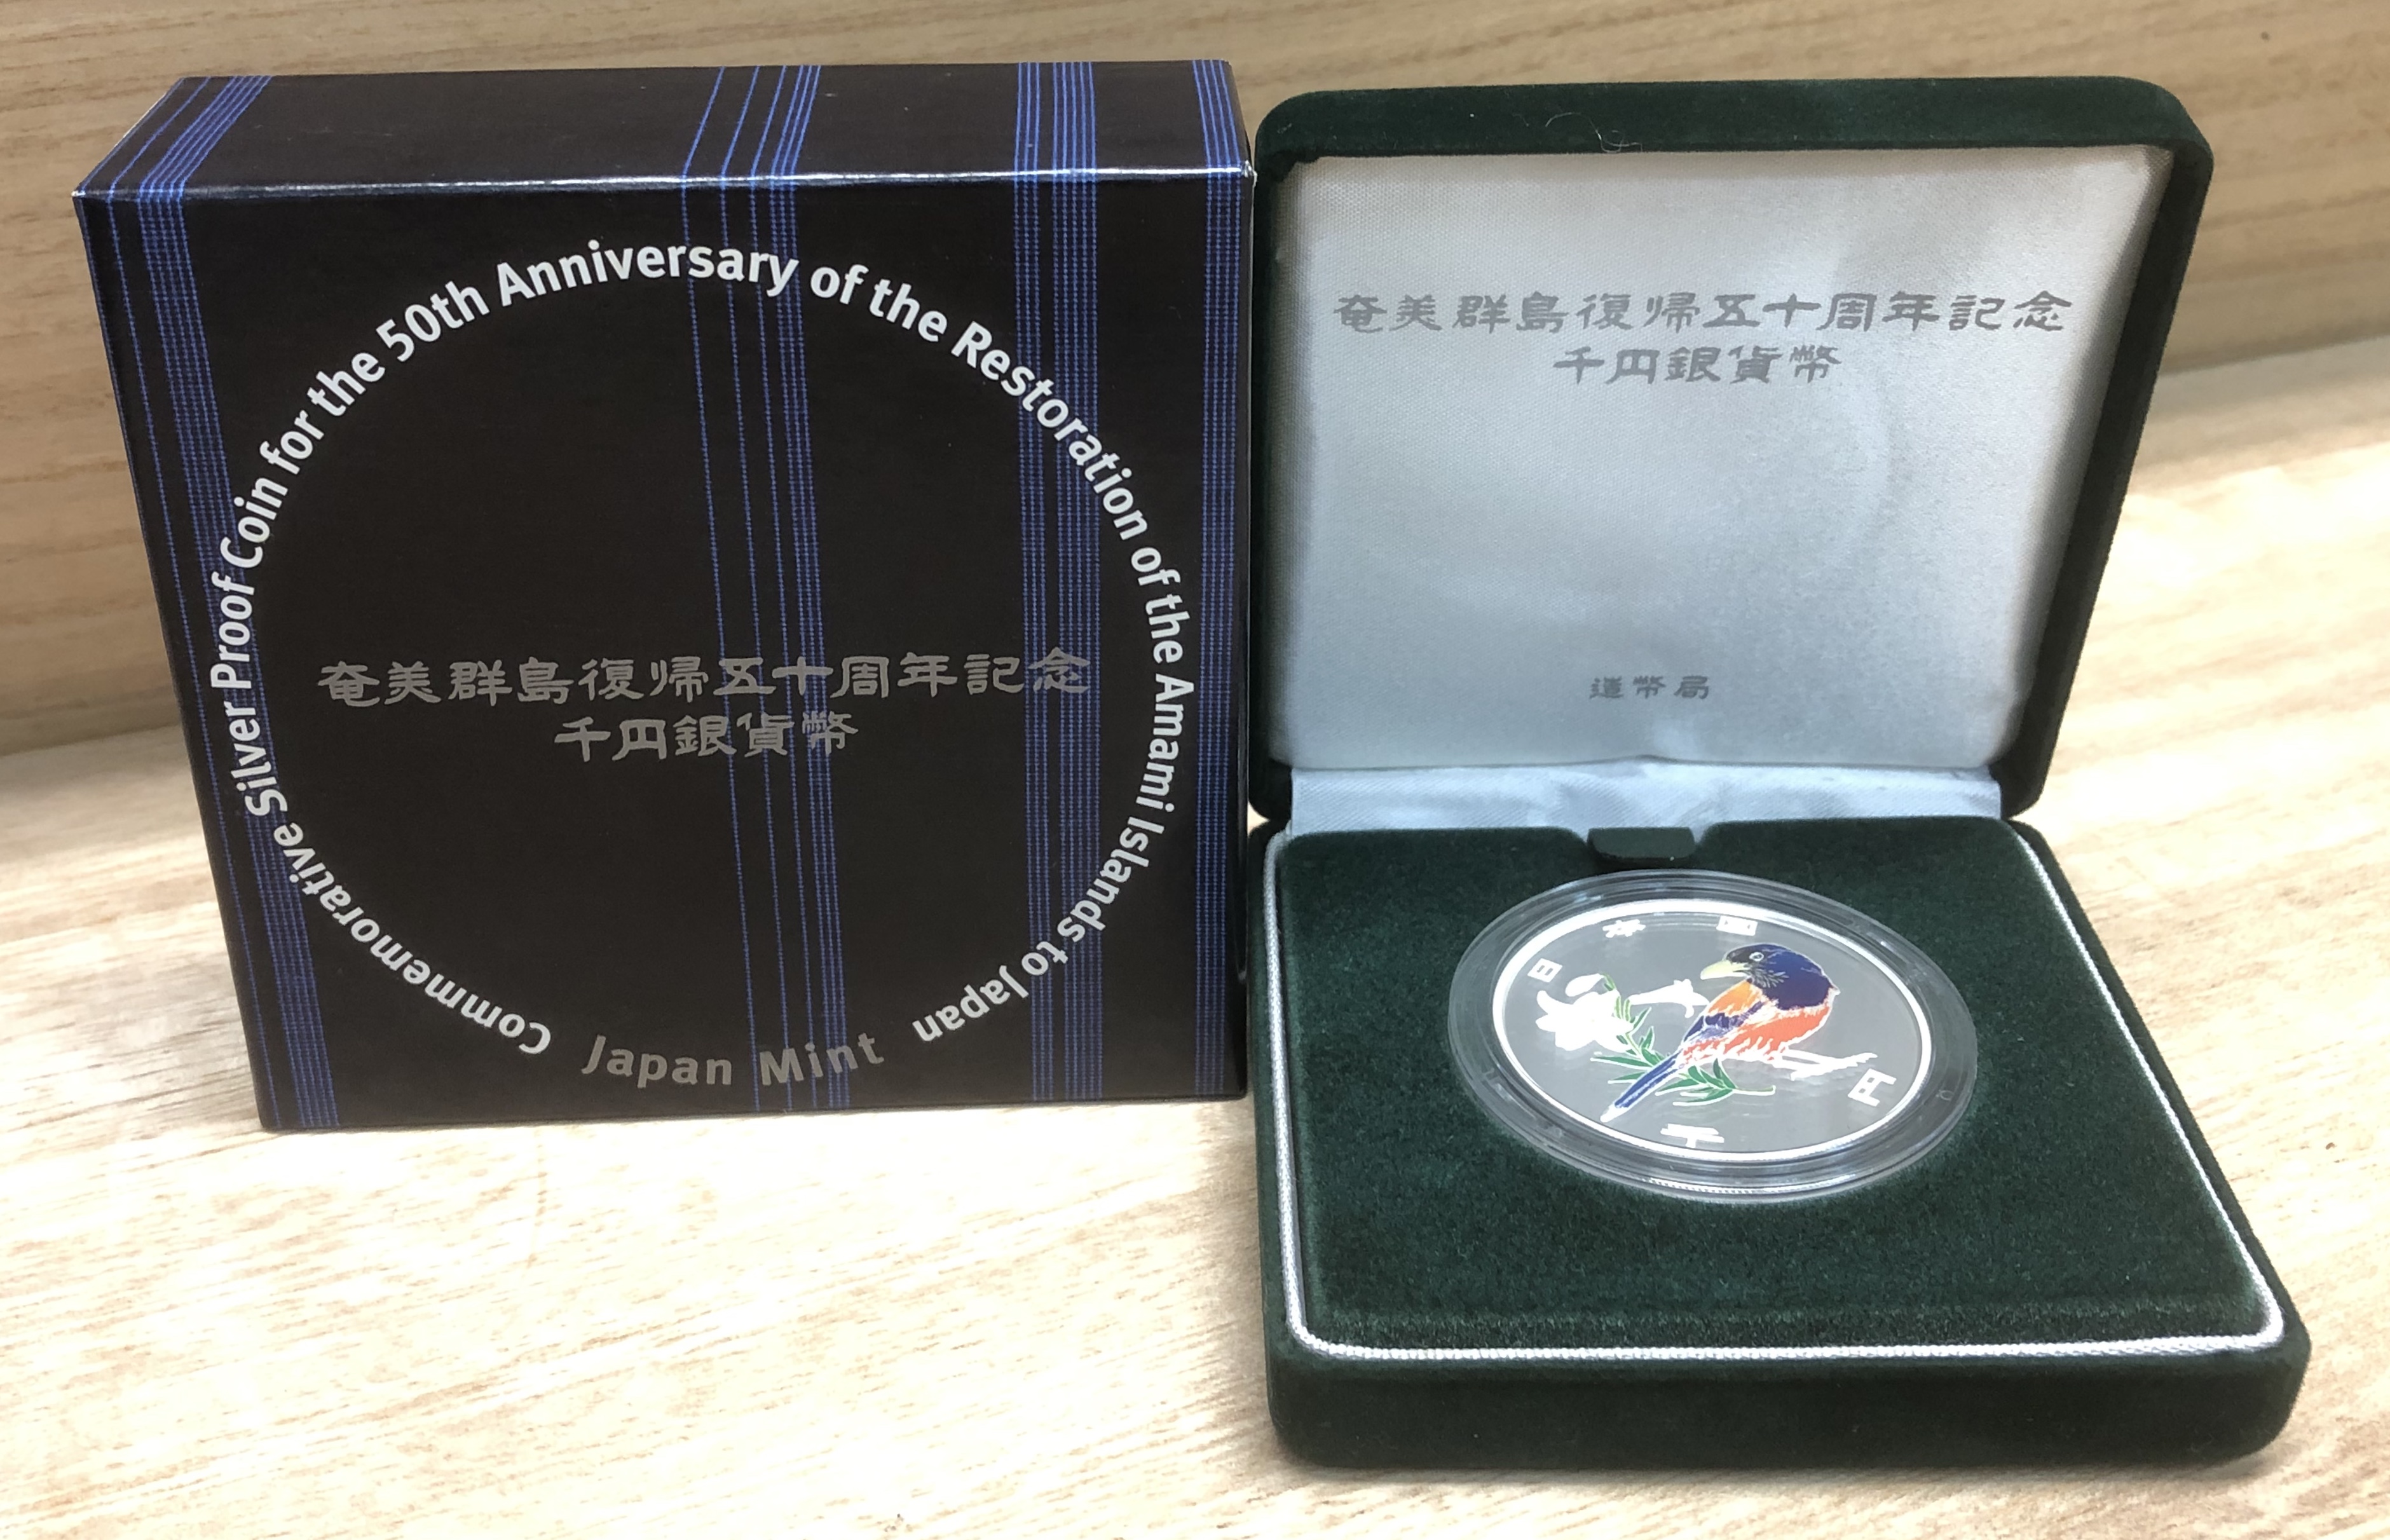 Commemorative Silver Proof Coin for the 50th Anniversary of the Restoration of the Amami Islands to Japan
奄美群島復帰五十周年記念
千円銀貨幣
Japan Mint
奄美群島復帰五十周年記念
千円銀貨幣
造幣局
日本国
千円